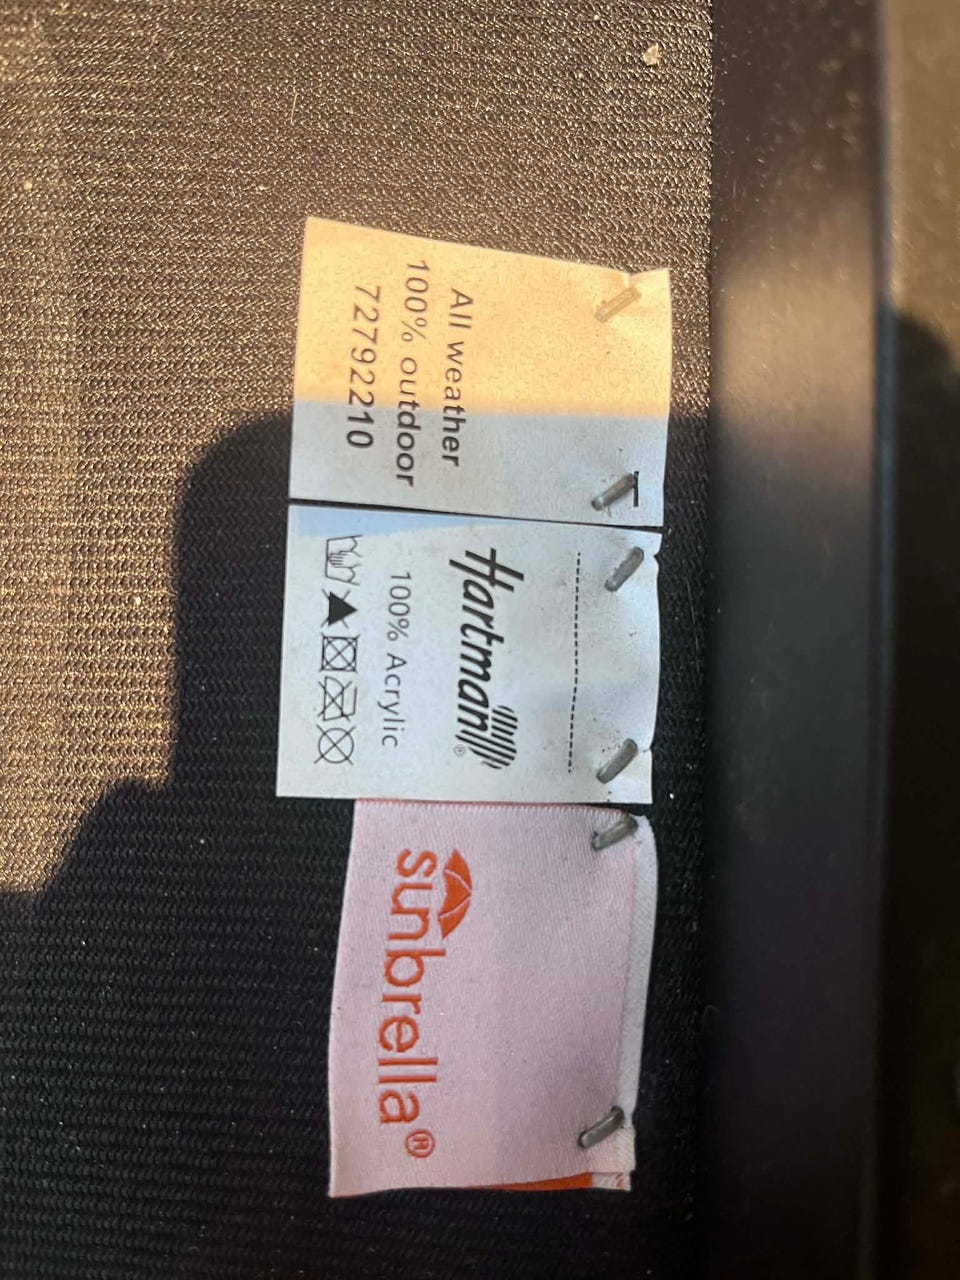 All weather
100% outdoor
72792210
Hartman®
100% Acrylic
sunbrella®